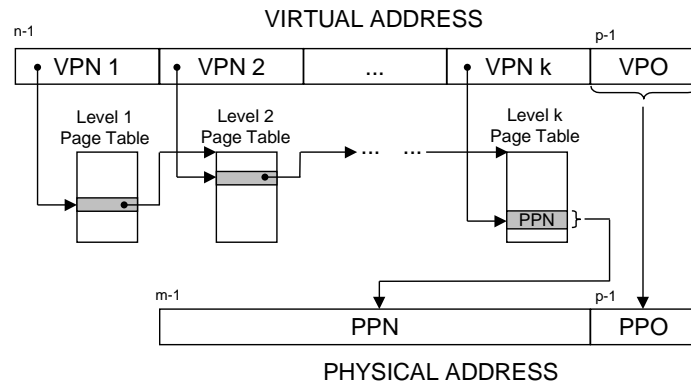 VIRTUAL ADDRESS
n-1 p-1
VPN 1 VPN 2 ... VPN k VPO
Level 1
Page Table
Level 2
Page Table
Level k
Page Table
... ...
PPN
m-1 p-1
PPN PPO
PHYSICAL ADDRESS